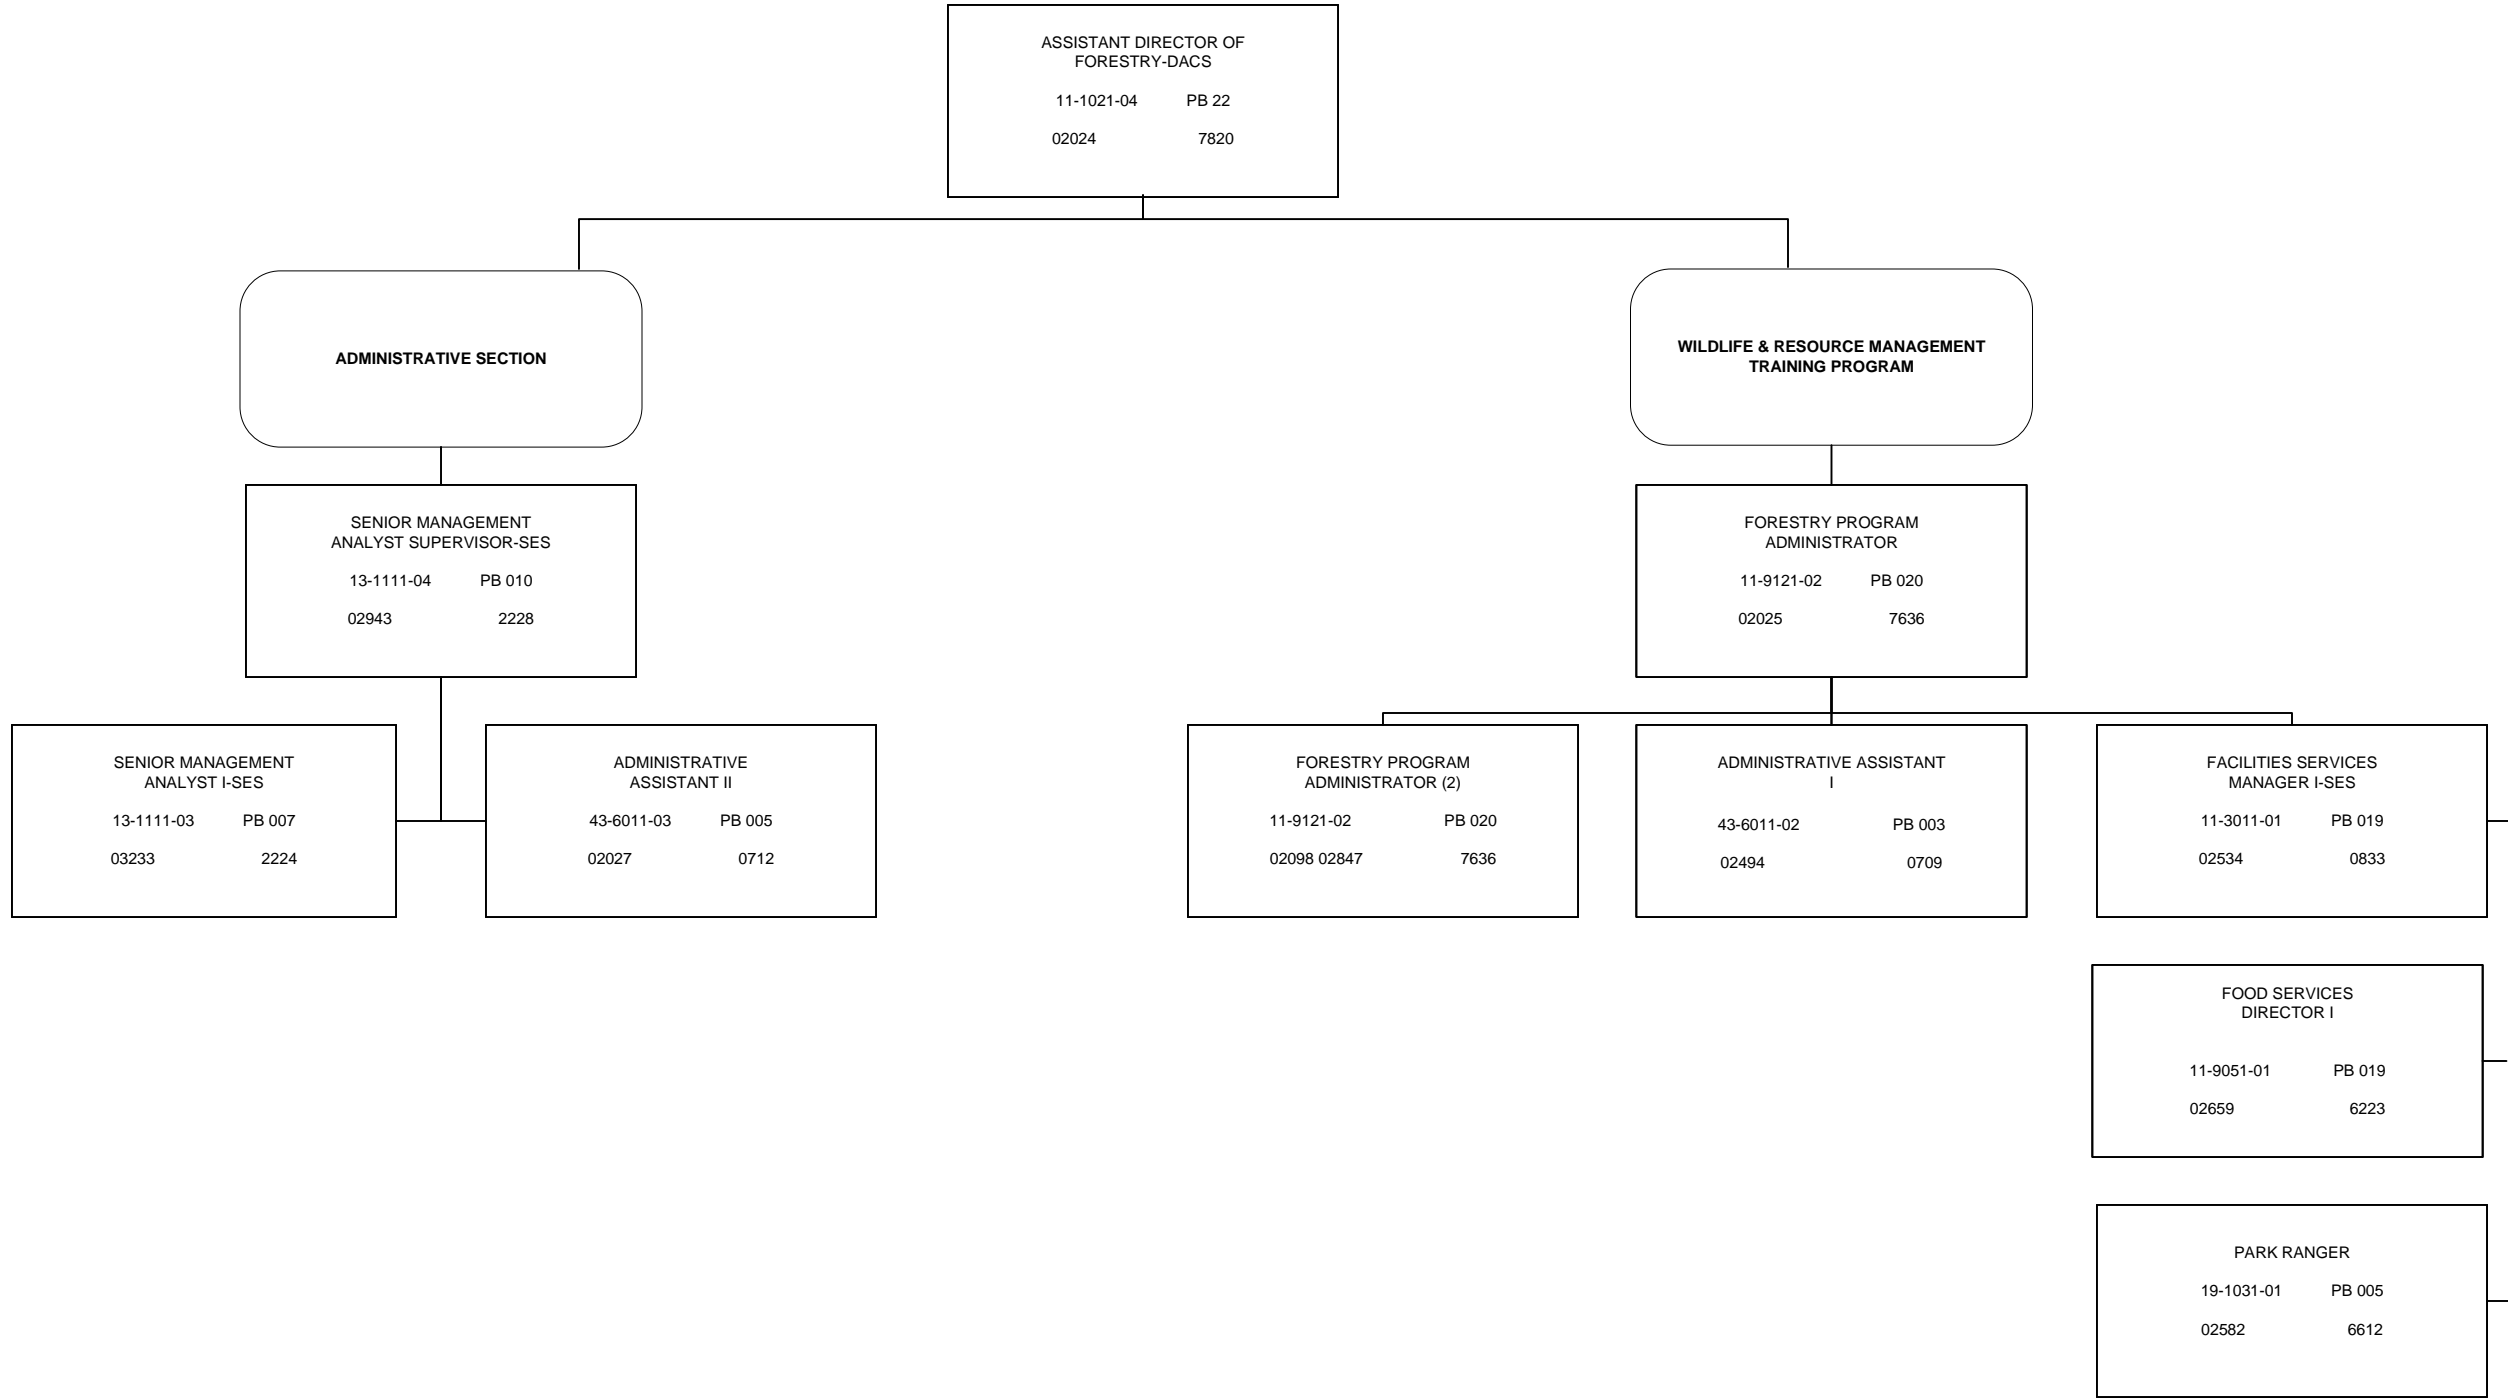 ASSISTANT DIRECTOR OF
FORESTRY-DACS
11-1021-04 PB 22
02024 7820
ADMINISTRATIVE SECTION
WILDLIFE & RESOURCE MANAGEMENT
TRAINING PROGRAM
SENIOR MANAGEMENT
ANALYST SUPERVISOR-SES
13-1111-04 PB 010
02943 2228
FORESTRY PROGRAM
ADMINISTRATOR
11-9121-02 PB 020
02025 7636
SENIOR MANAGEMENT
ANALYST I-SES
13-1111-03 PB 007
03233 2224
ADMINISTRATIVE
ASSISTANT II
43-6011-03 PB 005
02027 0712
FORESTRY PROGRAM
ADMINISTRATOR (2)
11-9121-02 PB 020
02098 02847 7636
ADMINISTRATIVE ASSISTANT
I
43-6011-02 PB 003
02494 0709
FACILITIES SERVICES
MANAGER I-SES
11-3011-01 PB 019
02534 0833
FOOD SERVICES
DIRECTOR I
11-9051-01 PB 019
02659 6223
PARK RANGER
19-1031-01 PB 005
02582 6612